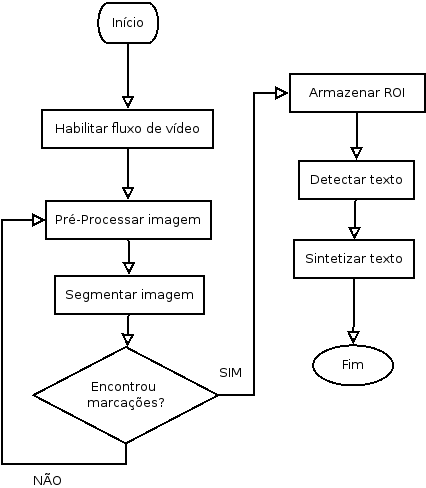 Início
Habilitar fluxo de vídeo
Pré-Processar imagem
Segmentar imagem
Encontrou
marcações?
NÃO
SIM
Armazenar ROI
Detectar texto
Sintetizar texto
Fim